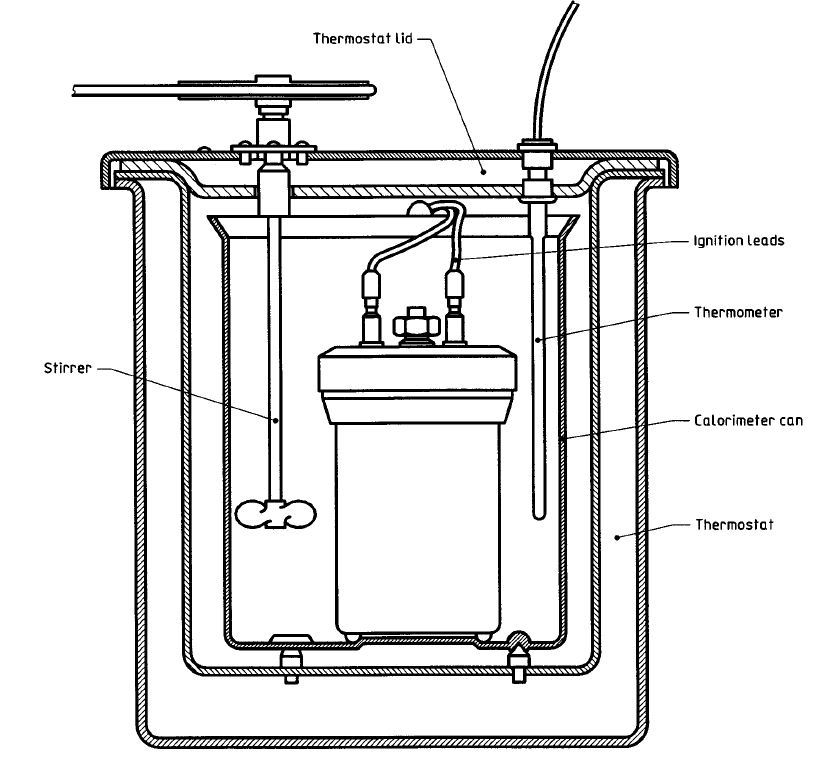 Thermostat lid
Ignition leads
Thermometer
Stirrer
Calorimeter can
Thermostat